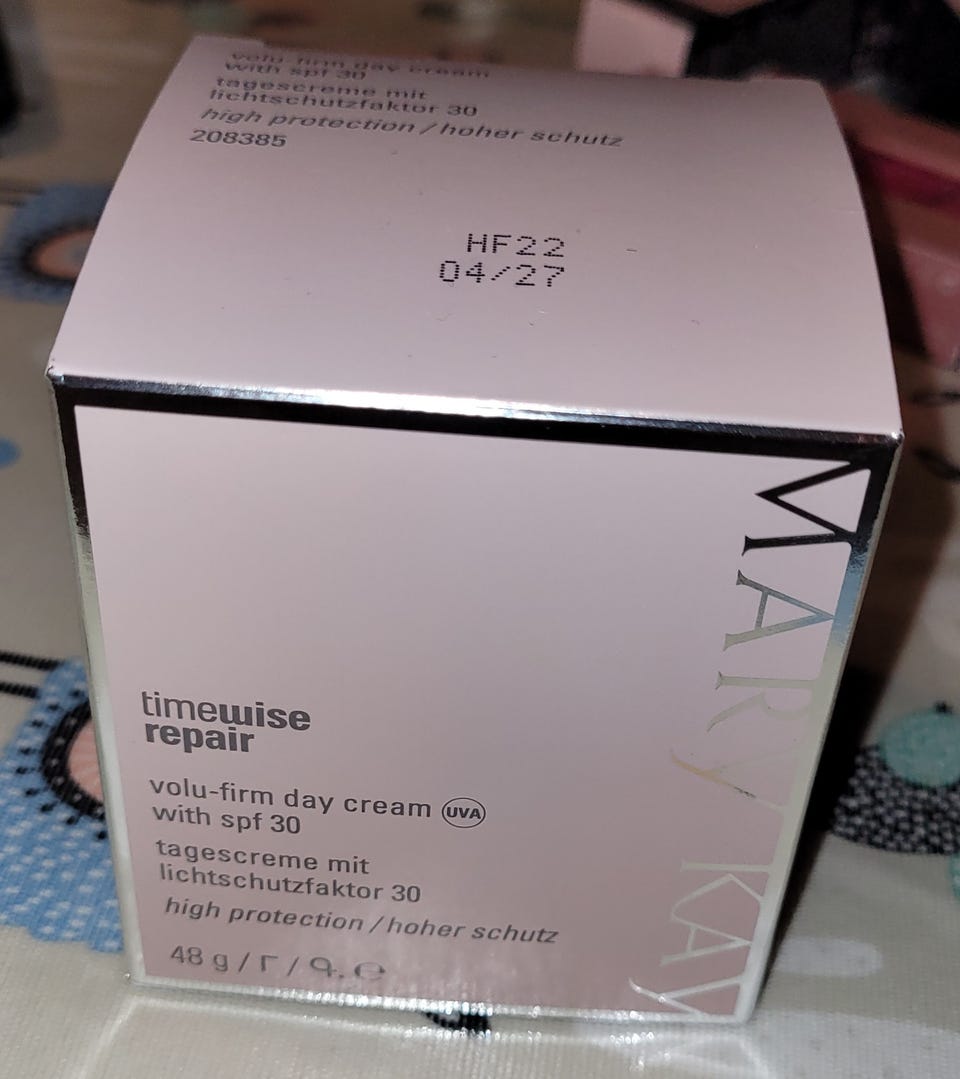 volu-firm day cream
with spf 30
tagescreme mit
lichtschutzfaktor 30
high protection / hoher schutz
208385
HF22
04/27
MARY KAY
timewise
repair
volu-firm day cream UVA
with spf 30
tagescreme mit
lichtschutzfaktor 30
high protection / hoher schutz
48 g / Г / Գ. ℮